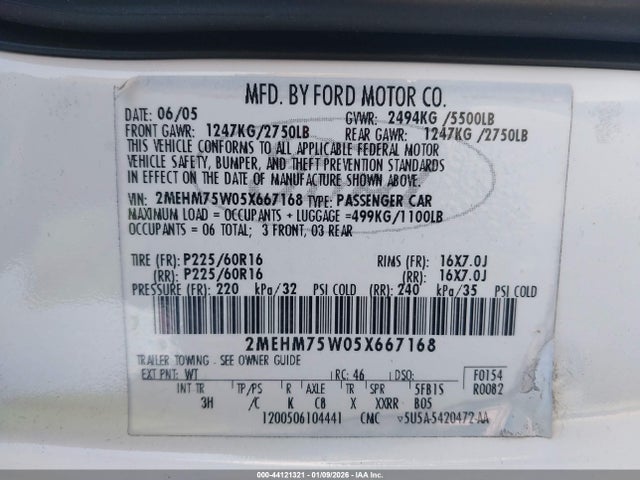 MFD. BY FORD MOTOR CO.
DATE: 06/05 GVWR: 2494KG /5500LB
FRONT GAWR: 1247KG/2750LB REAR GAWR: 1247KG /2750LB
THIS VEHICLE CONFORMS TO ALL APPLICABLE FEDERAL MOTOR
VEHICLE SAFETY, BUMPER, AND THEFT PREVENTION STANDARDS
IN EFFECT ON THE DATE OF MANUFACTURE SHOWN ABOVE.
VIN: 2MEHM75W05X667168 TYPE: PASSENGER CAR
MAXIMUM LOAD = OCCUPANTS + LUGGAGE =499KG/1100LB
OCCUPANTS = 06 TOTAL; 3 FRONT, 03 REAR
TIRE (FR): P225/60R16 RIMS (FR): 16X7.0J
(RR): P225/60R16 (RR): 16X7.0J
PRESSURE (FR): 220 kPa/32 PSI COLD (RR): 240 kPa/35 PSI COLD
2MEHM75W05X667168
TRAILER TOWING - SEE OWNER GUIDE
EXT PNT: WT RC: 46 DSO: F0154
INT TR TP/PS R AXLE TR SPR 5FB1S R0082
3H /C K CB X XXRR B05
1200506104441 CMC ▽5U5A-5420472-AA
000-44121321 - 01/09/2026 - IAA Inc.